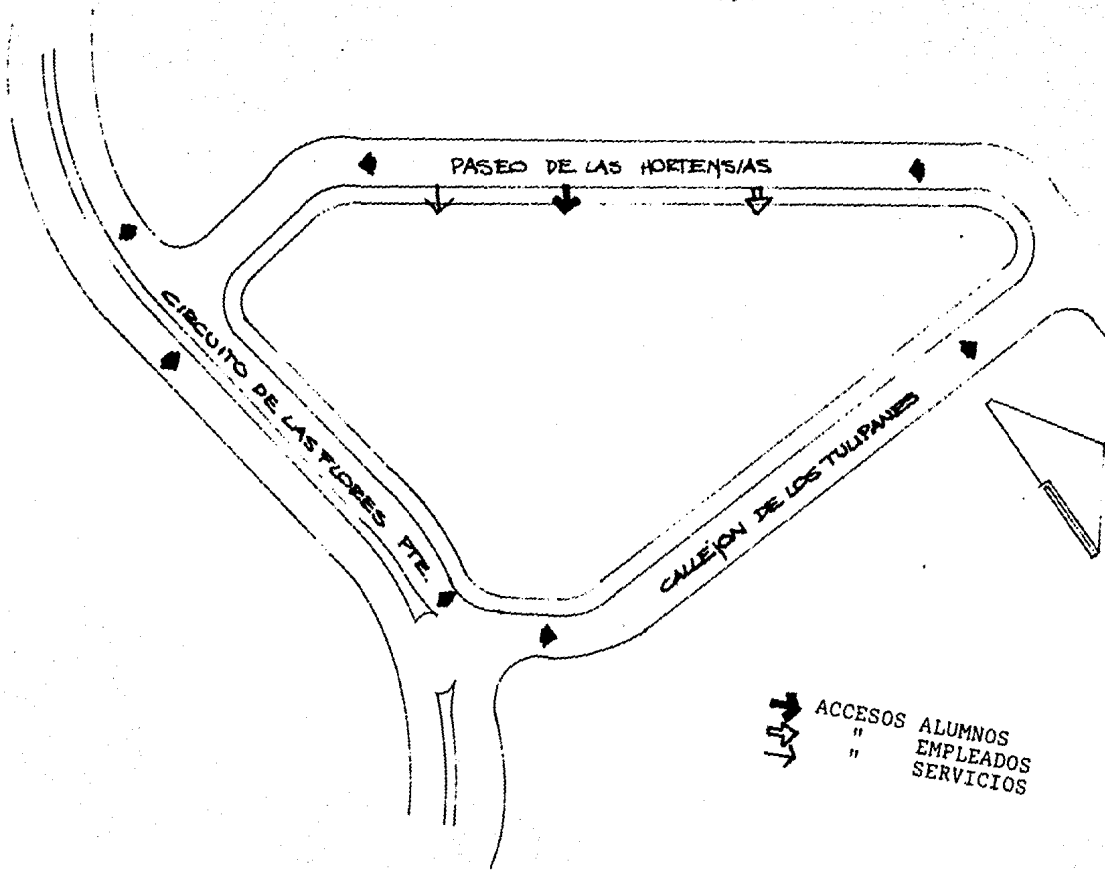 PASEO DE LAS HORTENSIAS
CIRCUITO DE LAS FLORES PTE.
CALLEJON DE LOS TULIPANES
ACCESOS ALUMNOS
" EMPLEADOS
" SERVICIOS